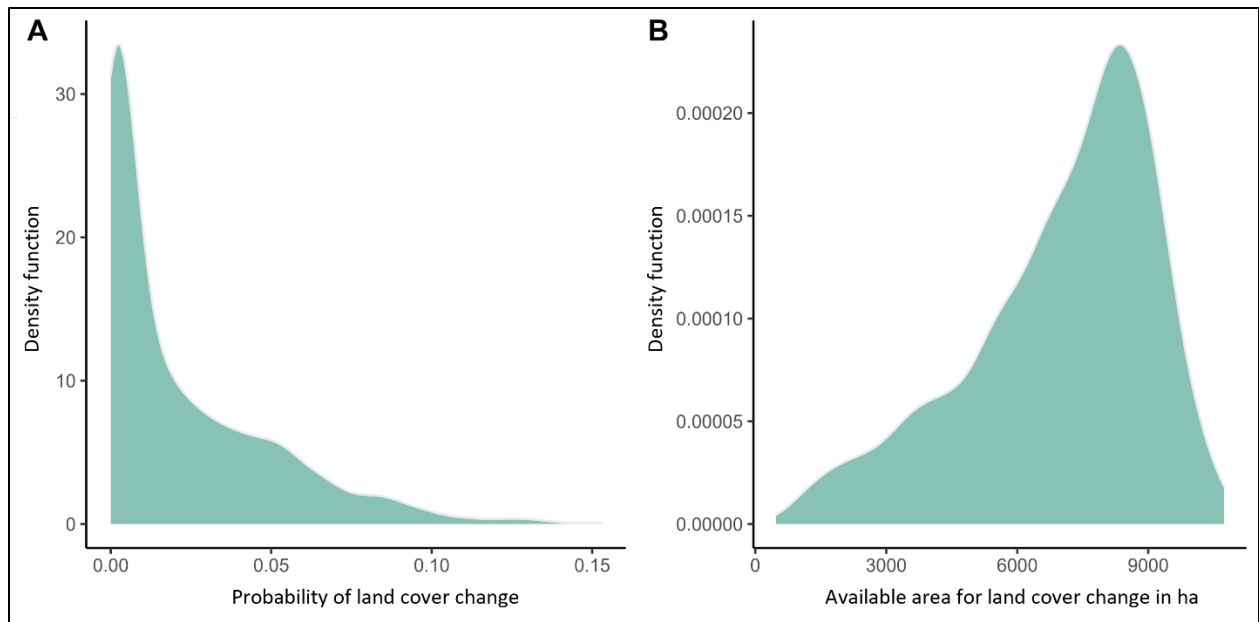 A
Density function
30
20
10
0
0.00 0.05 0.10 0.15
Probability of land cover change
B
Density function
0.00020
0.00015
0.00010
0.00005
0.00000
0 3000 6000 9000
Available area for land cover change in ha